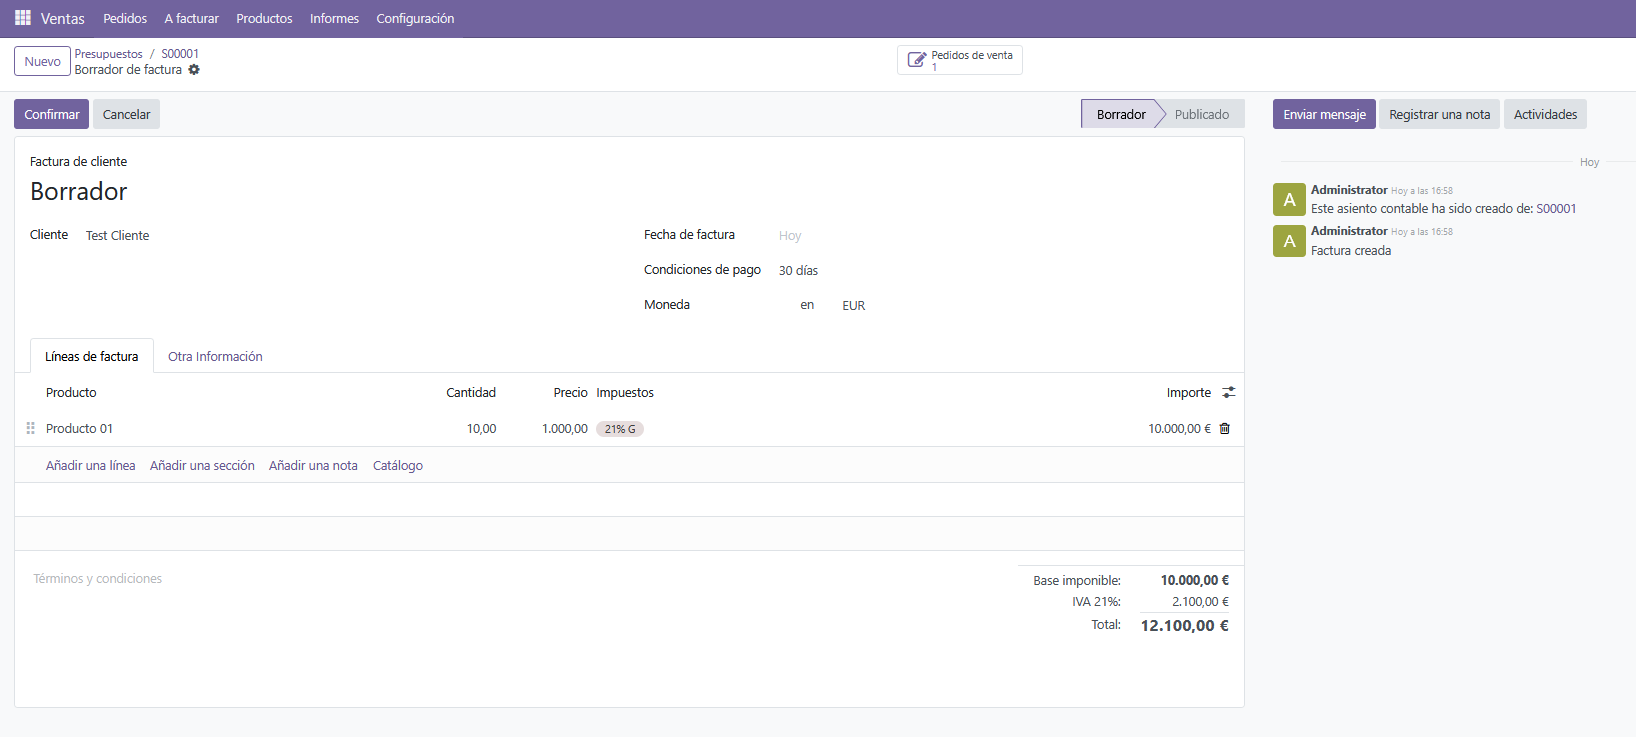 Ventas Pedidos A facturar Productos Informes Configuración
Nuevo
Presupuestos / S00001
Borrador de factura
Pedidos de venta
1
Confirmar Cancelar
Borrador Publicado
Enviar mensaje Registrar una nota Actividades
Factura de cliente
Borrador
Cliente Test Cliente
Fecha de factura Hoy
Condiciones de pago 30 días
Moneda en EUR
Líneas de factura Otra Información
Producto Cantidad Precio Impuestos Importe
Producto 01 10,00 1.000,00 21% G 10.000,00 €
Añadir una línea Añadir una sección Añadir una nota Catálogo
Términos y condiciones
Base imponible: 10.000,00 €
IVA 21%: 2.100,00 €
Total: 12.100,00 €
Hoy
A
Administrator Hoy a las 16:58
Este asiento contable ha sido creado de: S00001
A
Administrator Hoy a las 16:58
Factura creada